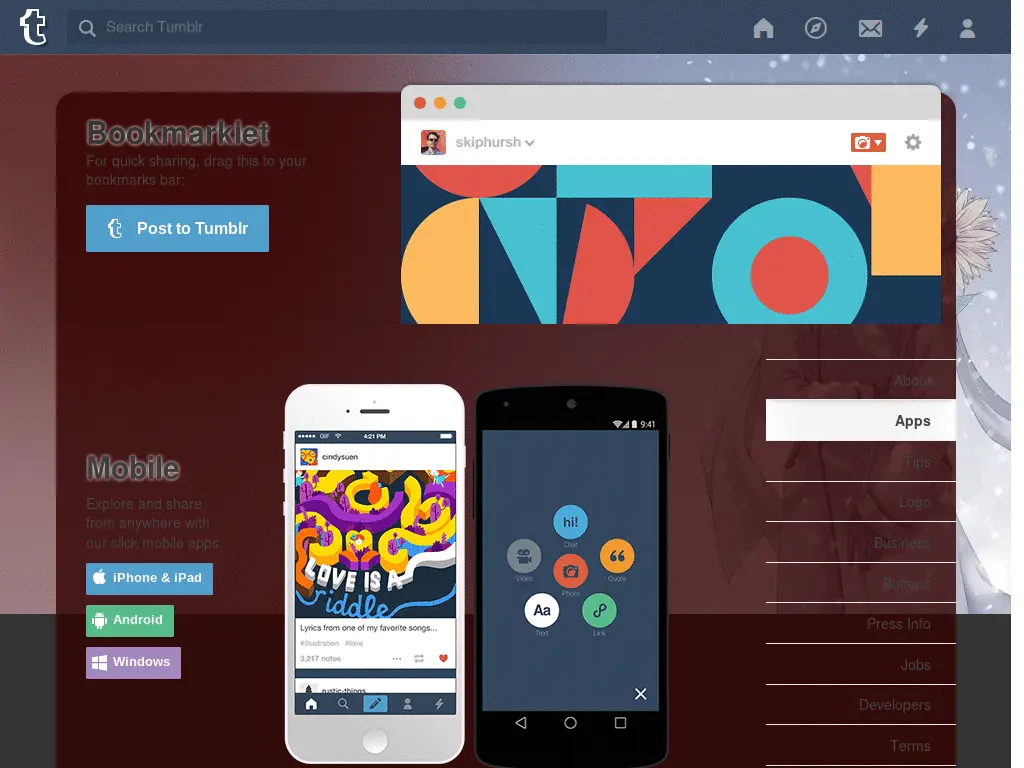 Search Tumblr
Bookmarklet
For quick sharing, drag this to your
bookmarks bar:
Post to Tumblr
skiphursh
Mobile
Explore and share
from anywhere with
our slick mobile apps.
iPhone & iPad
Android
Windows
GIF
4:21 PM
cindysuen
LOVE IS A
riddle
Lyrics from one of my favorite songs...
#illustration #love
3,217 notes
rustic-things
9:41
hi!
Chat
Video
Quote
Photo
Aa
Text
Link
About
Apps
Tips
Logo
Business
Buttons
Press Info
Jobs
Developers
Terms